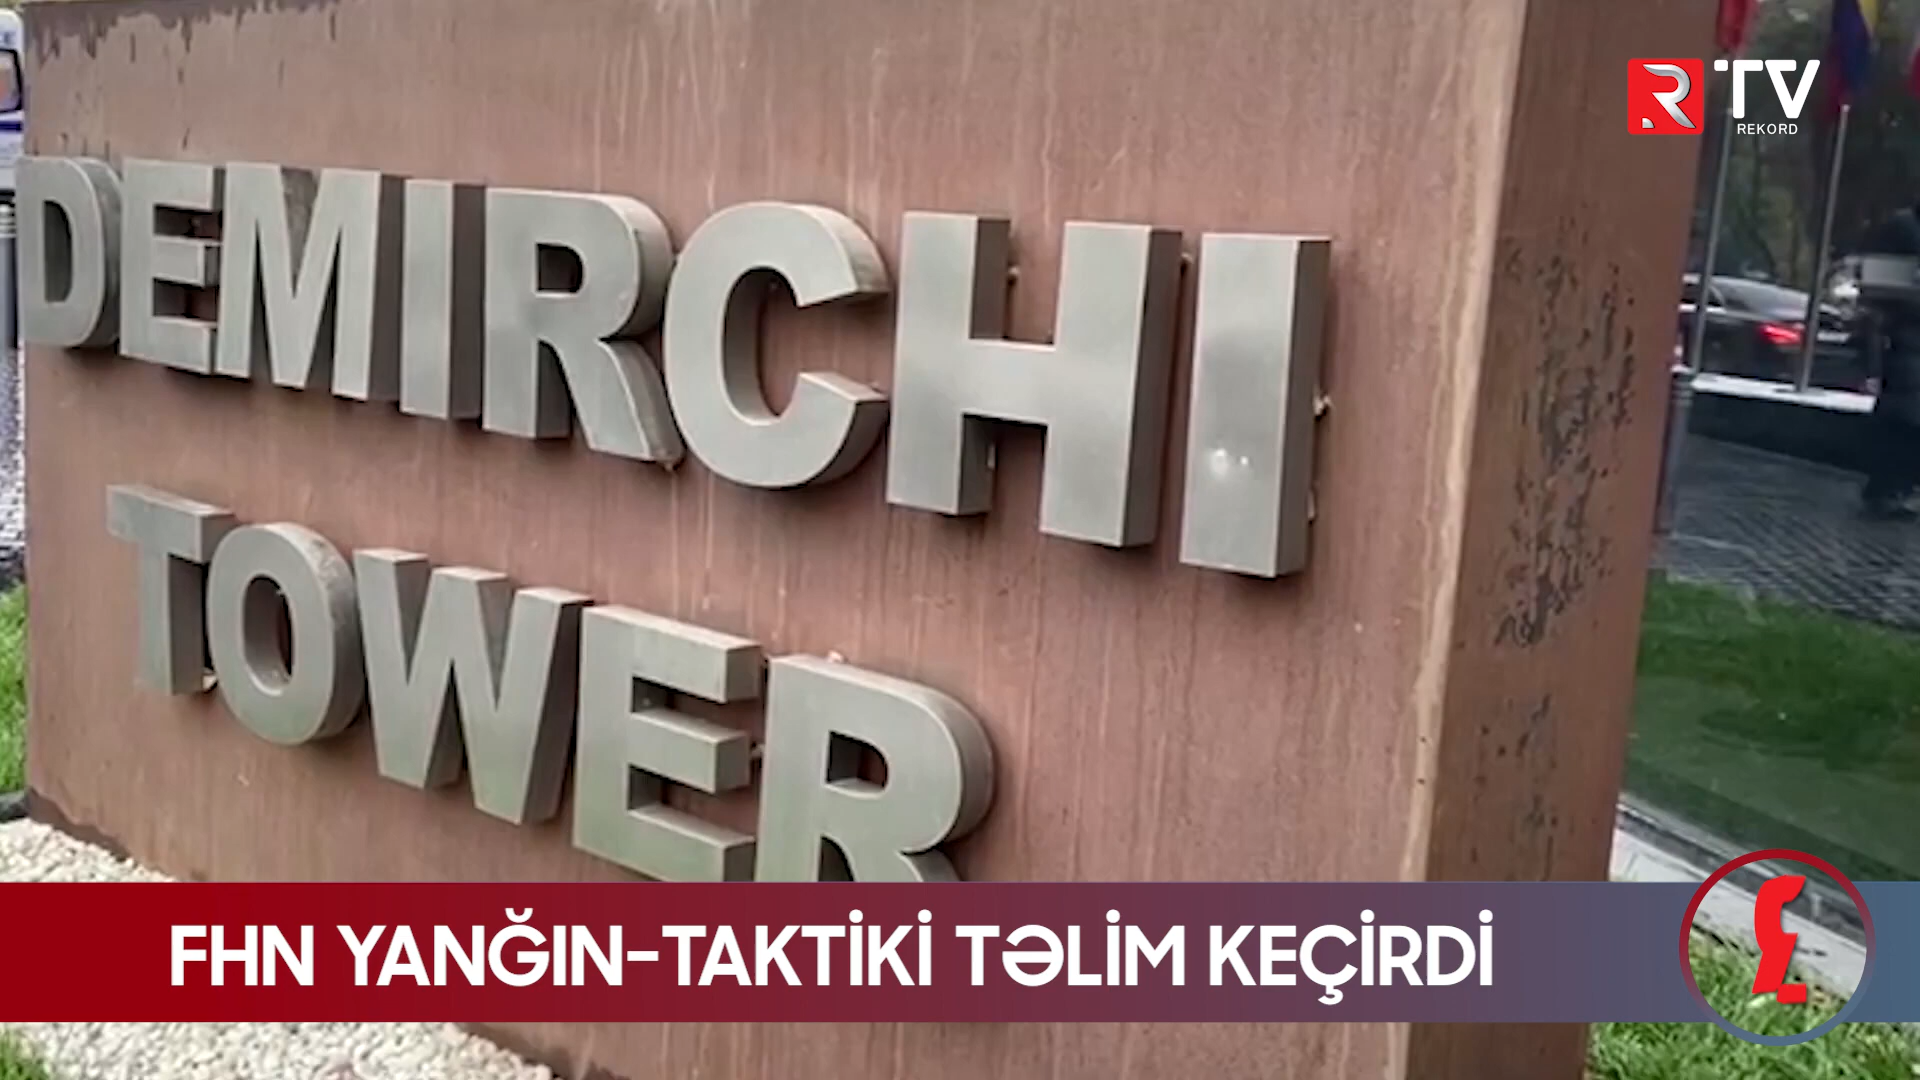 R TV
REKORD
DEMIRCHI
TOWER
FHN YANĞIN-TAKTİKİ TƏLİM KEÇİRDİ